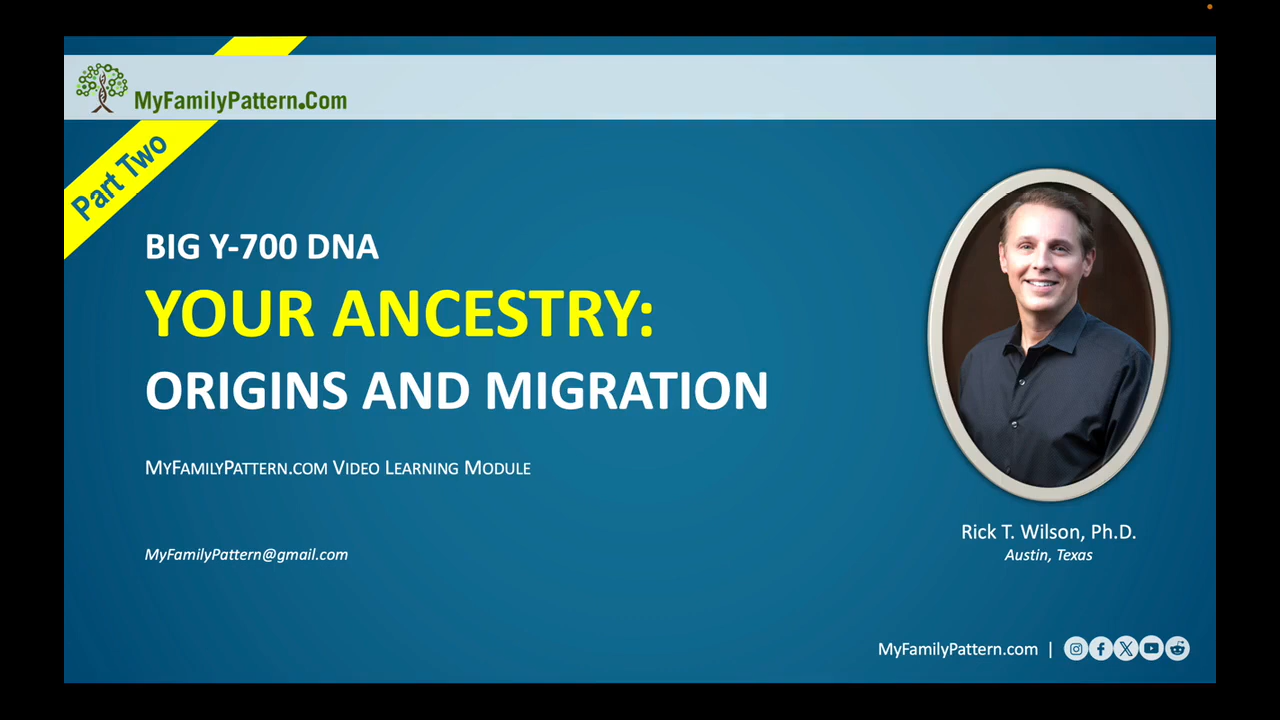 MyFamilyPattern.Com
Part Two
BIG Y-700 DNA
YOUR ANCESTRY:
ORIGINS AND MIGRATION
MyFamilyPattern.com Video Learning Module
MyFamilyPattern@gmail.com
Rick T. Wilson, Ph.D.
Austin, Texas
MyFamilyPattern.com |